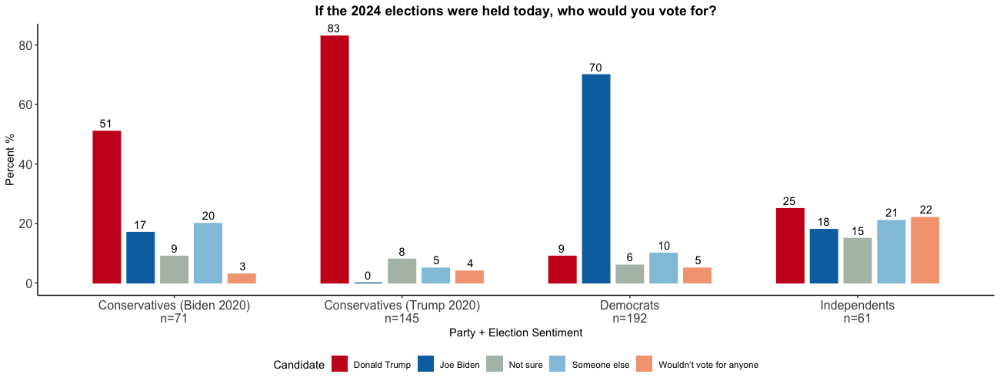 If the 2024 elections were held today, who would you vote for?
Percent %
80
60
40
20
0
51
17
9
20
3
83
0
8
5
4
9
70
6
10
5
25
18
15
21
22
Conservatives (Biden 2020)
n=71
Conservatives (Trump 2020)
n=145
Democrats
n=192
Independents
n=61
Party + Election Sentiment
Candidate Donald Trump Joe Biden Not sure Someone else Wouldn't vote for anyone